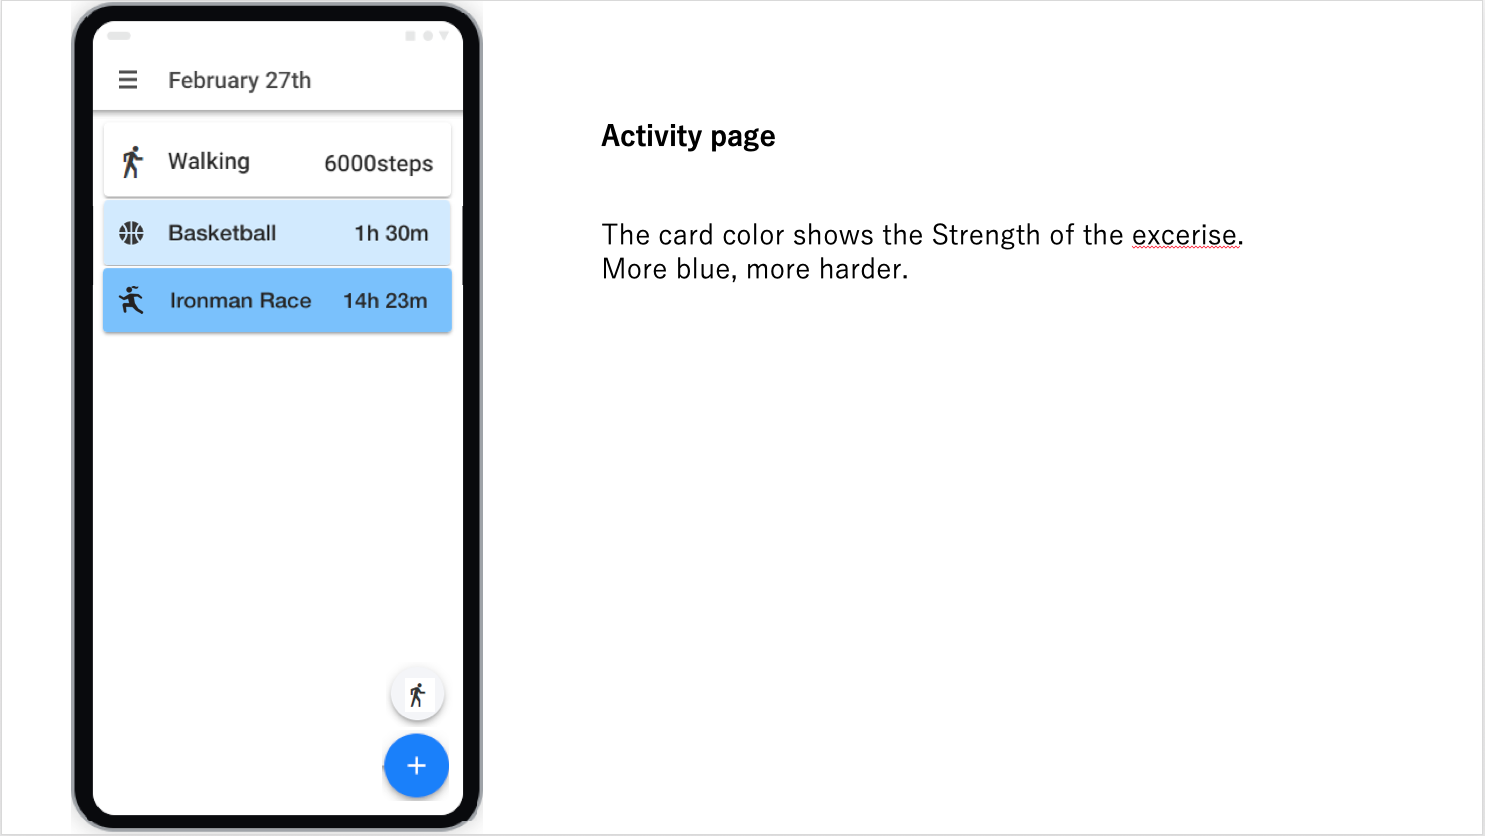 February 27th
Walking 6000steps
Basketball 1h 30m
Ironman Race 14h 23m
+
Activity page
The card color shows the Strength of the excerise.
More blue, more harder.